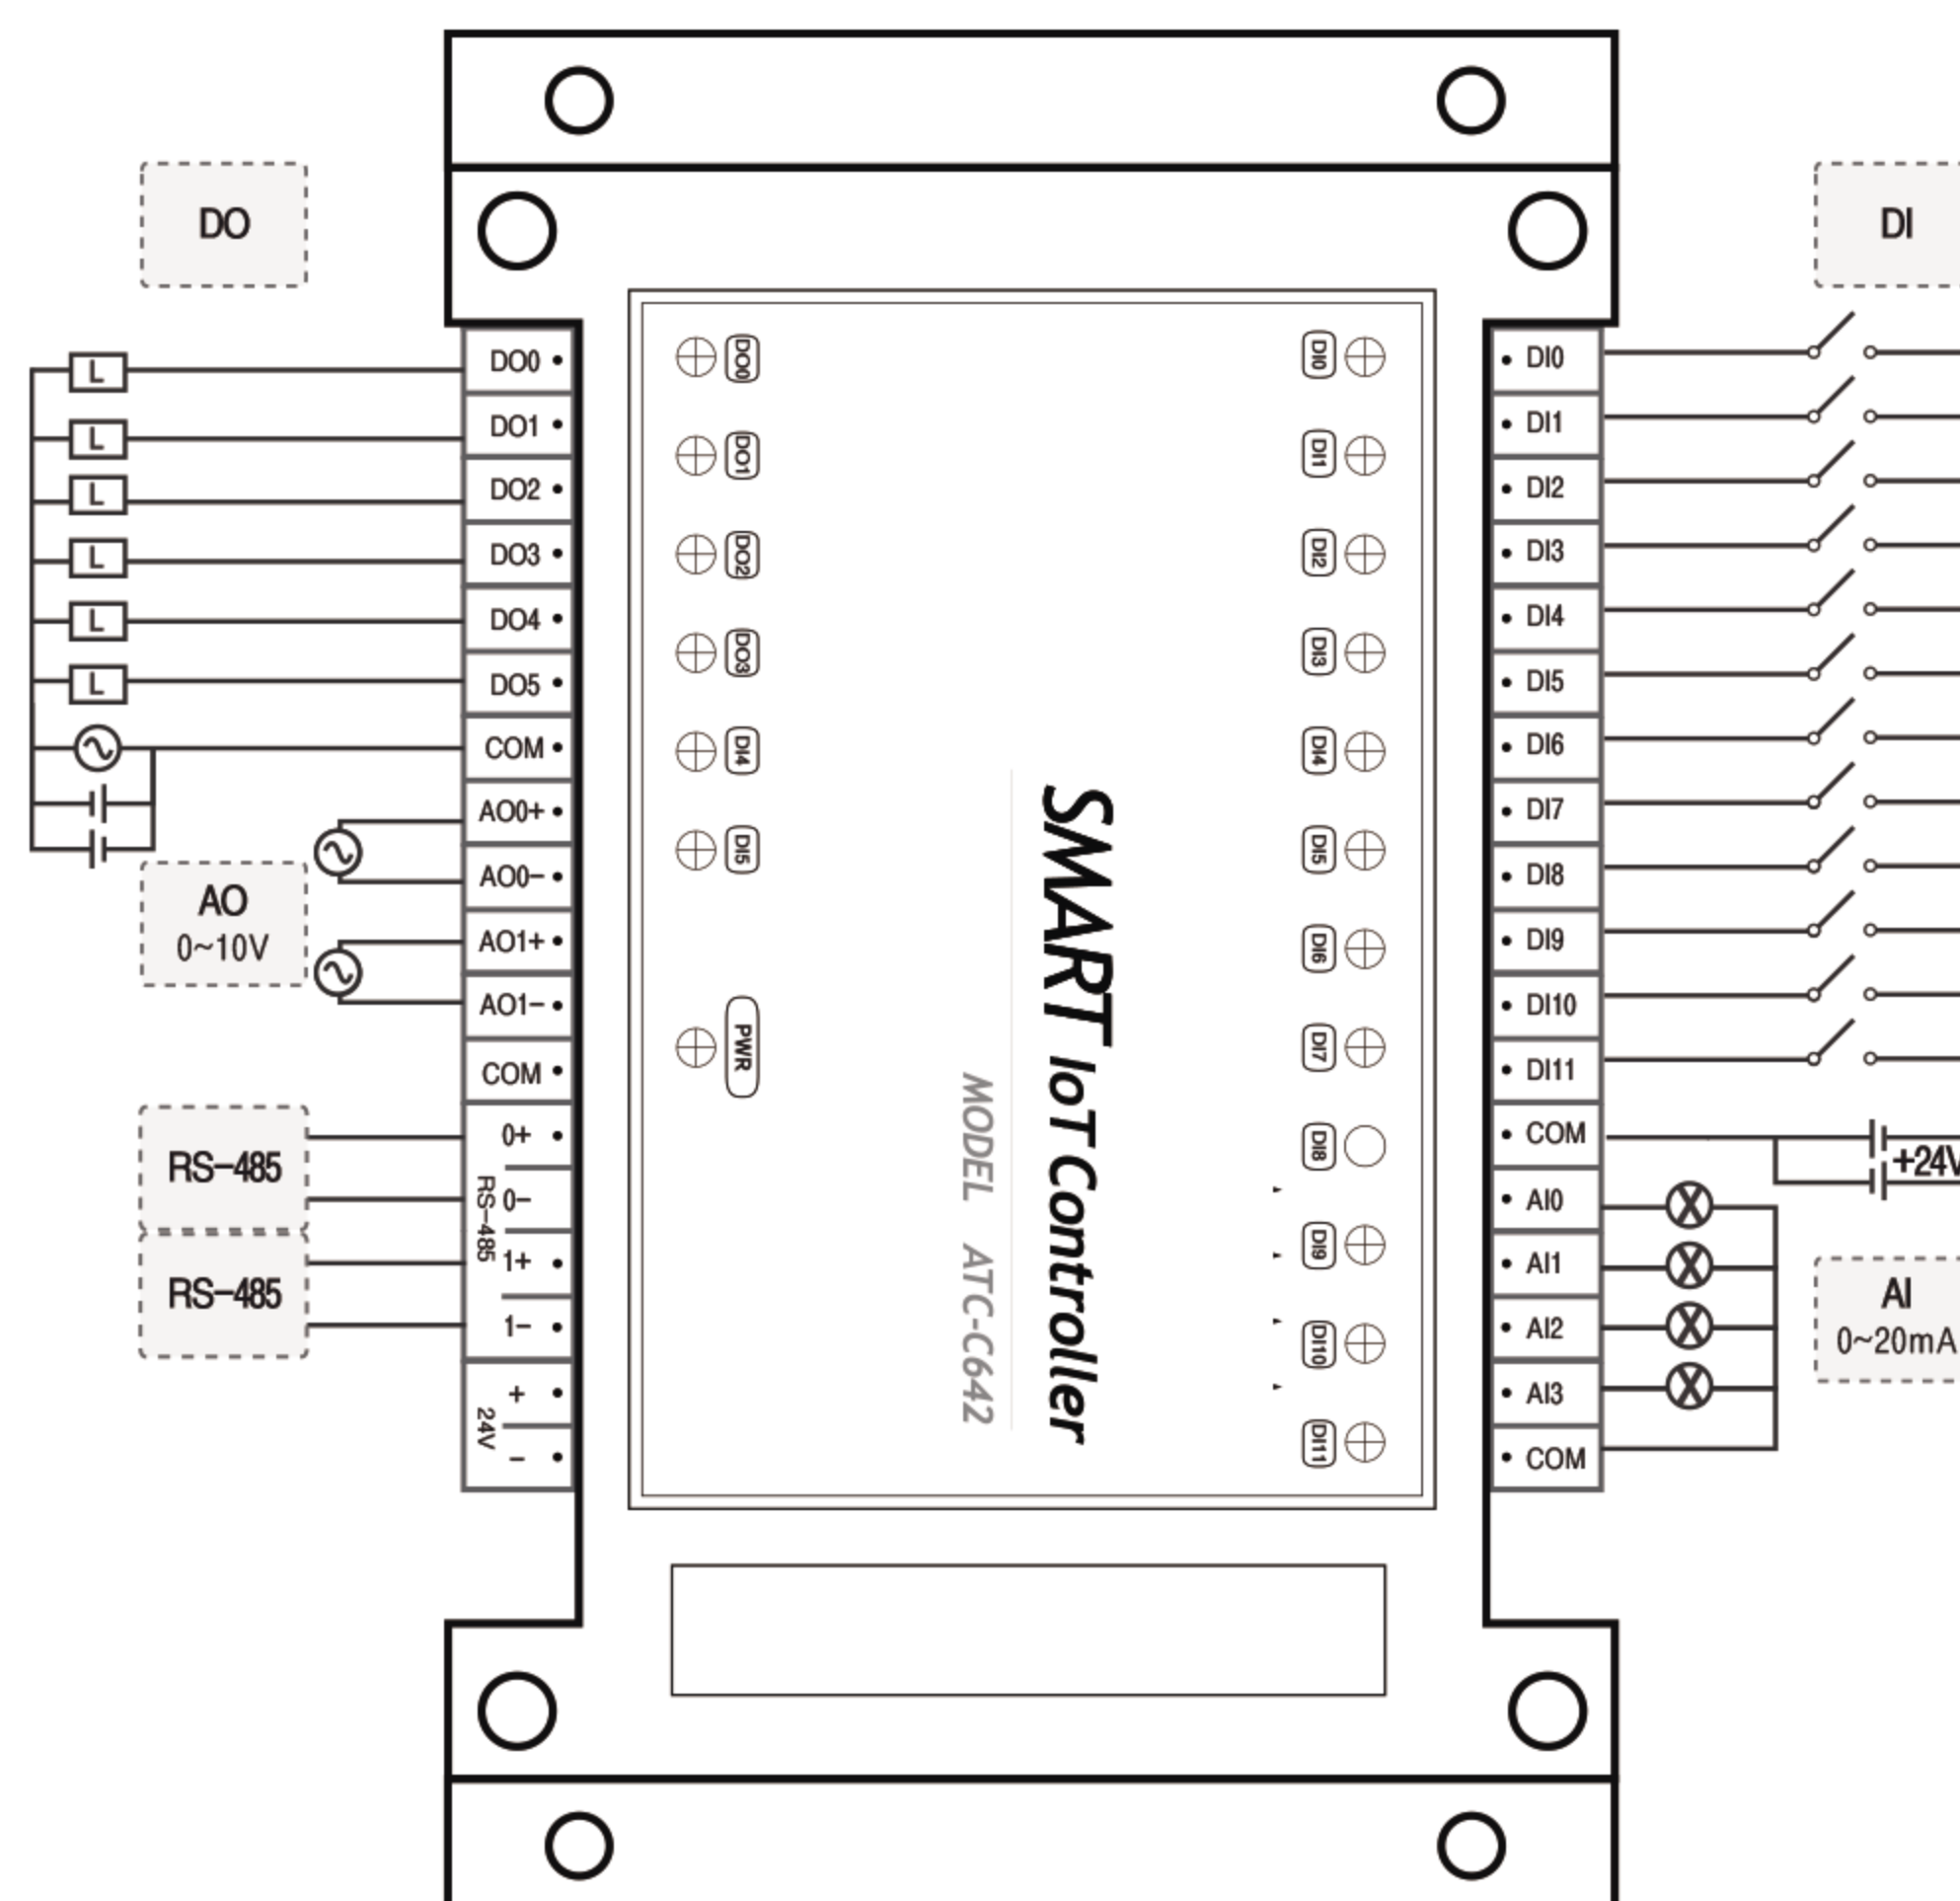 DO
L
L
L
L
L
L
AO
0~10V
RS-485
RS-485
DO0
DO1
DO2
DO3
DO4
DO5
COM
AO0+
AO0-
AO1+
AO1-
COM
RS-485
0+
0-
1+
1-
24V
+
-
DO0
DO1
DO2
DO3
DI4
DI5
PWR
SMART IoT Controller
MODEL ATC-C642
DI0
DI1
DI2
DI3
DI4
DI5
DI6
DI7
DI8
DI9
DI10
DI11
DI0
DI1
DI2
DI3
DI4
DI5
DI6
DI7
DI8
DI9
DI10
DI11
COM
AI0
AI1
AI2
AI3
COM
DI
+24V
AI
0~20mA